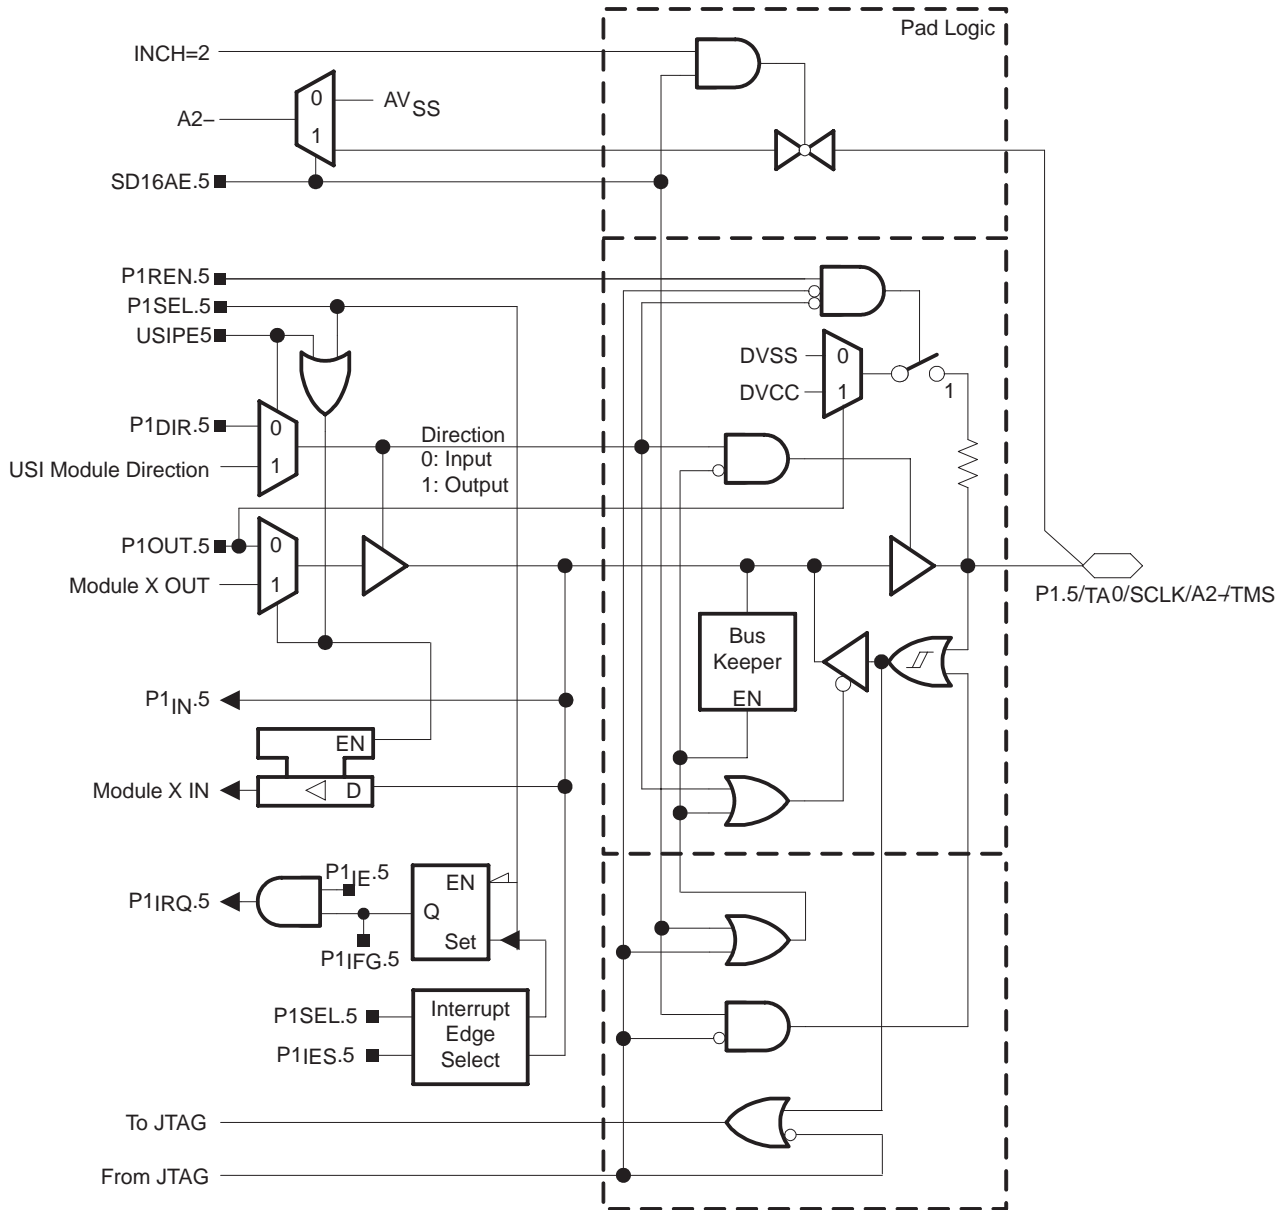 Pad Logic
INCH=2
0
AVSS
A2–
1
SD16AE.5
P1REN.5
P1SEL.5
USIPE5
DVSS
0
DVCC
1
1
P1DIR.5
0
Direction
0: Input
1: Output
USI Module Direction
1
P1OUT.5
0
Module X OUT
1
P1.5/TA0/SCLK/A2–/TMS
Bus
Keeper
EN
P1IN.5
EN
Module X IN
D
P1IE.5
P1IRQ.5
EN
Q
Set
P1IFG.5
P1SEL.5
Interrupt
Edge
Select
P1IES.5
To JTAG
From JTAG